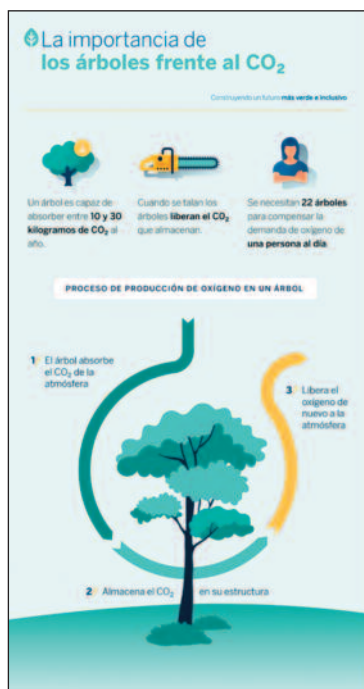 La importancia de
los árboles frente al CO₂
Construyendo un futuro más verde e inclusivo
Un árbol es capaz de
absorber entre 10 y 30
kilogramos de CO₂ al
año.
Cuando se talan los
árboles liberan el CO₂
que almacenan.
Se necesitan 22 árboles
para compensar la
demanda de oxígeno de
una persona al día
PROCESO DE PRODUCCIÓN DE OXÍGENO EN UN ÁRBOL
1 El árbol absorbe
el CO₂ de la
atmósfera
3 Libera el
oxígeno de
nuevo a la
atmósfera
2 Almacena el CO₂ en su estructura